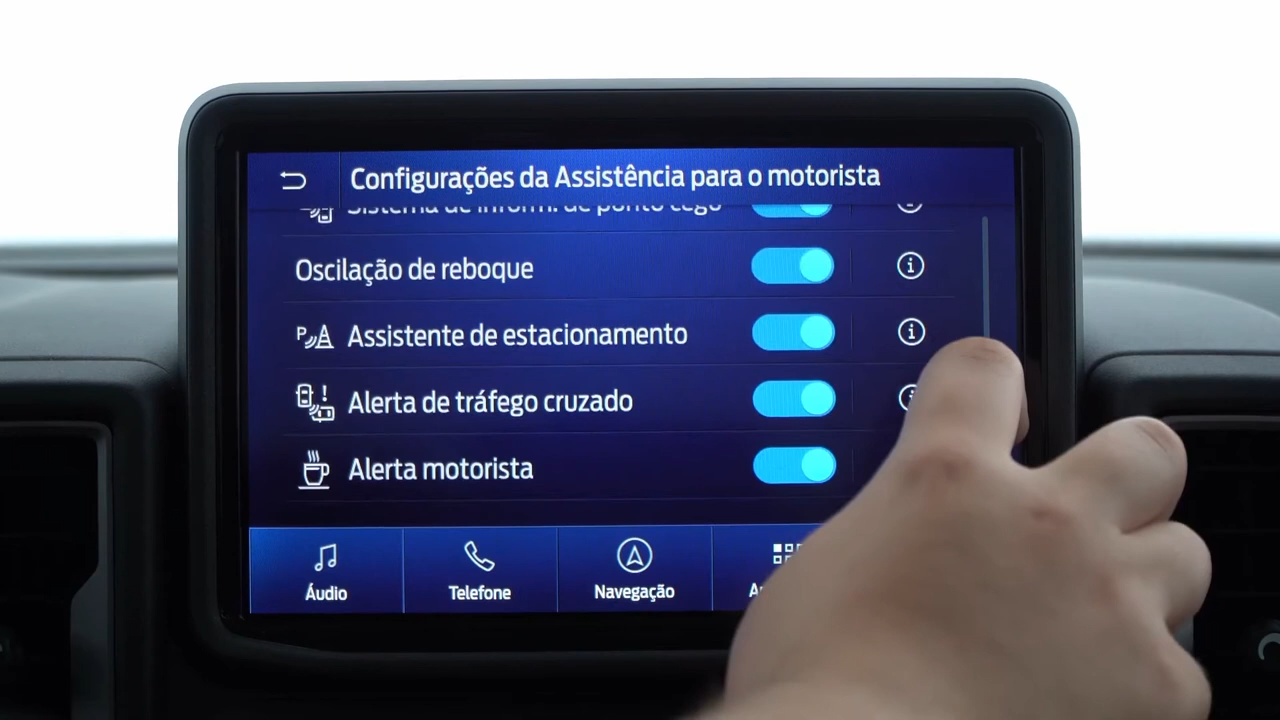 Configurações da Assistência para o motorista
Sistema de inform. de ponto cego
Oscilação de reboque
Assistente de estacionamento
Alerta de tráfego cruzado
Alerta motorista
Áudio
Telefone
Navegação